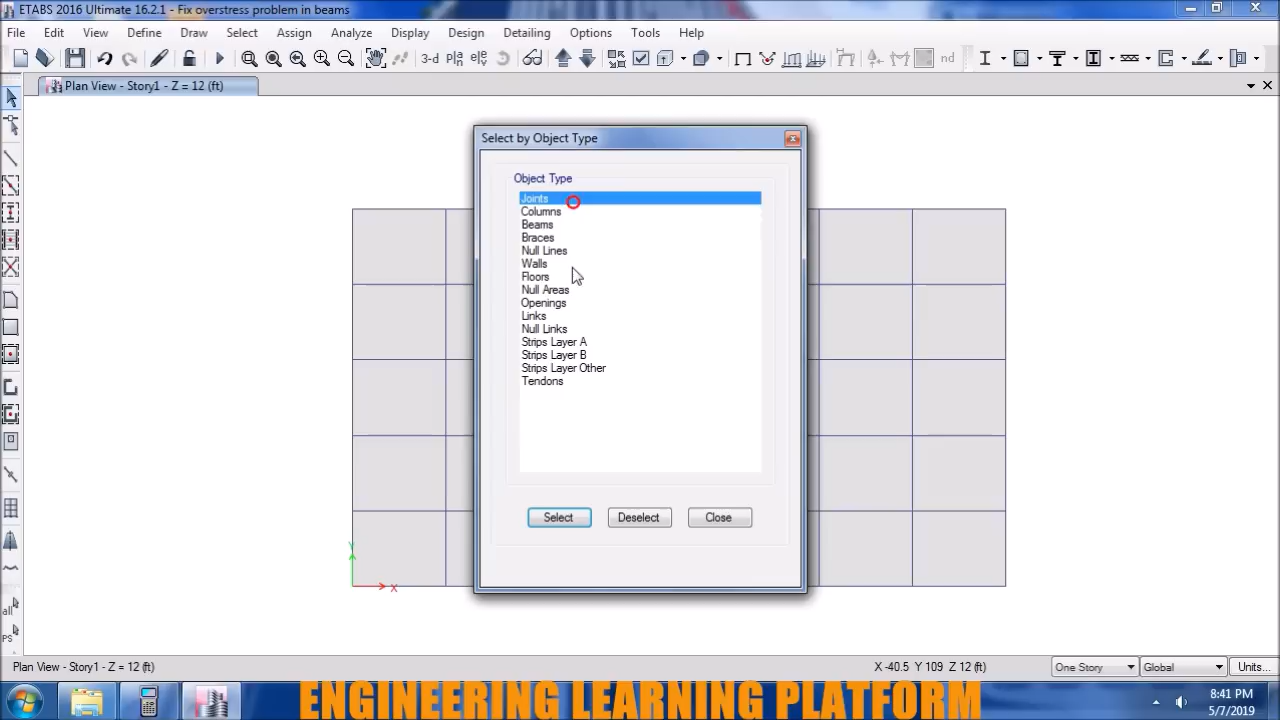 ETABS 2016 Ultimate 16.2.1 - Fix overstress problem in beams
File Edit View Define Draw Select Assign Analyze Display Design Detailing Options Tools Help
3-d
nd
Plan View - Story1 - Z = 12 (ft)
Select by Object Type
Object Type
Joints
Columns
Beams
Braces
Null Lines
Walls
Floors
Null Areas
Openings
Links
Null Links
Strips Layer A
Strips Layer B
Strips Layer Other
Tendons
Select Deselect Close
Y
X
all
PS
Plan View - Story1 - Z = 12 (ft) X -40.5 Y 109 Z 12 (ft) One Story Global Units...
ENGINEERING LEARNING PLATFORM
8:41 PM
5/7/2019